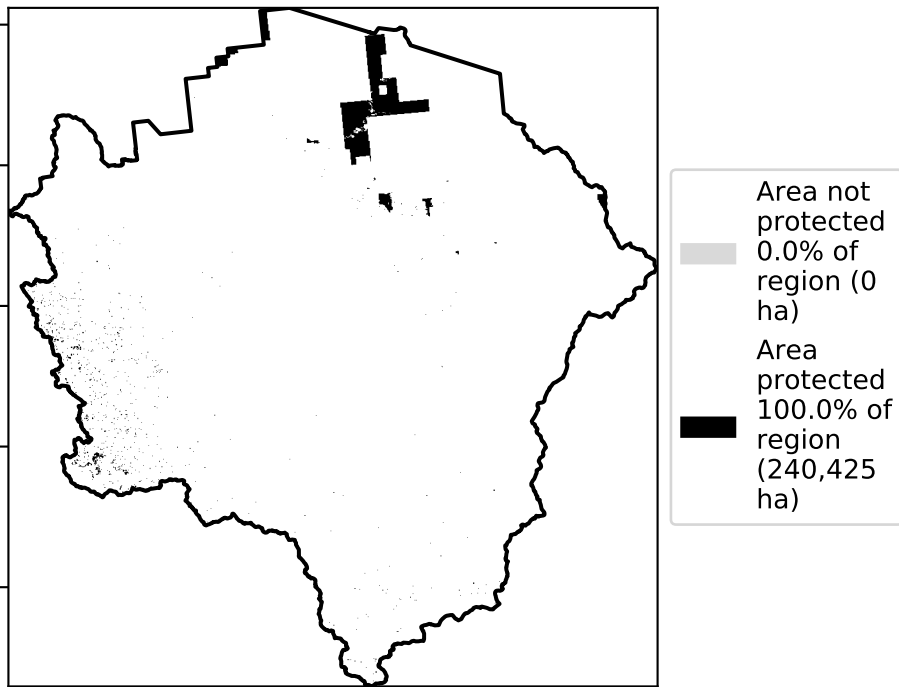 Area not
protected
0.0% of
region (0
ha)
Area
protected
100.0% of
region
(240,425
ha)